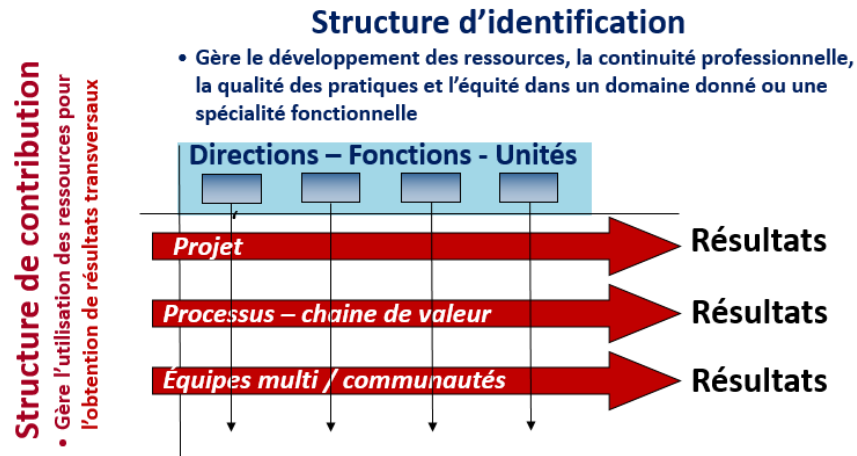 Structure d’identification
• Gère le développement des ressources, la continuité professionnelle,
la qualité des pratiques et l’équité dans un domaine donné ou une
spécialité fonctionnelle
Structure de contribution
• Gère l’utilisation des ressources pour
l’obtention de résultats transversaux
Directions – Fonctions - Unités
Projet
Résultats
Processus – chaine de valeur
Résultats
Équipes multi / communautés
Résultats